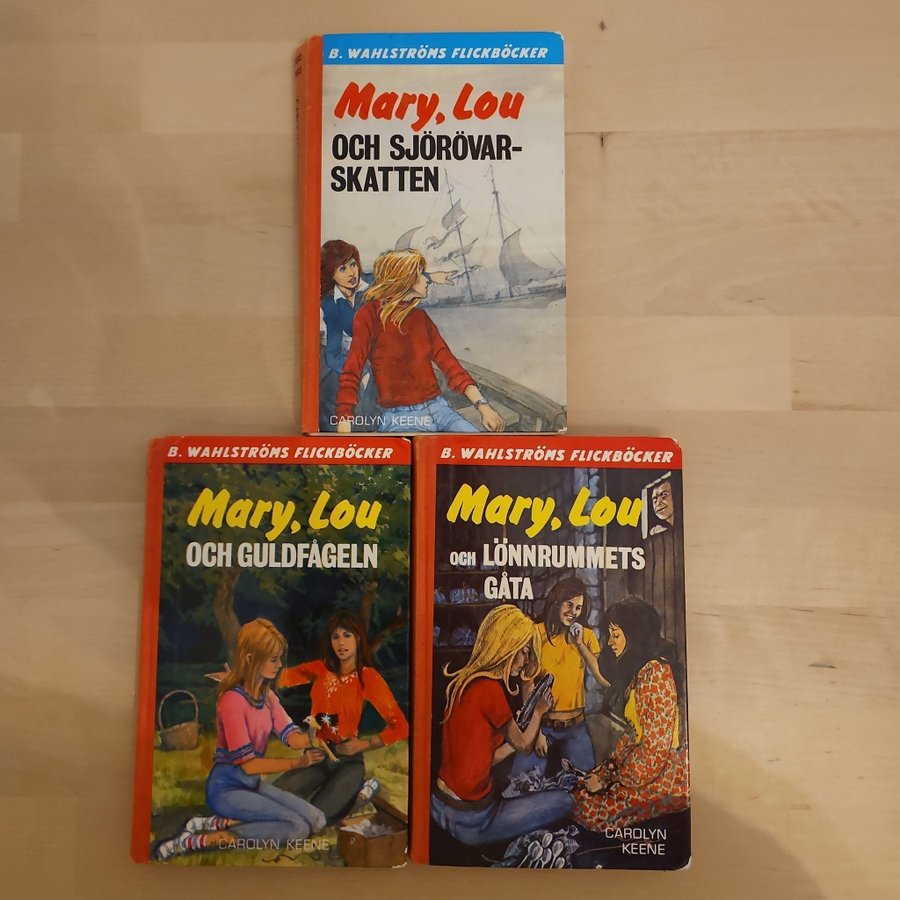 B. WAHLSTRÖMS FLICKBÖCKER
Mary, Lou
OCH SJÖRÖVAR-
SKATTEN
CAROLYN KEENE
B. WAHLSTRÖMS FLICKBÖCKER
Mary, Lou
OCH GULDFÅGELN
CAROLYN KEENE
B. WAHLSTRÖMS FLICKBÖCKER
Mary, Lou
OCH LÖNNRUMMETS
GÅTA
CAROLYN
KEENE